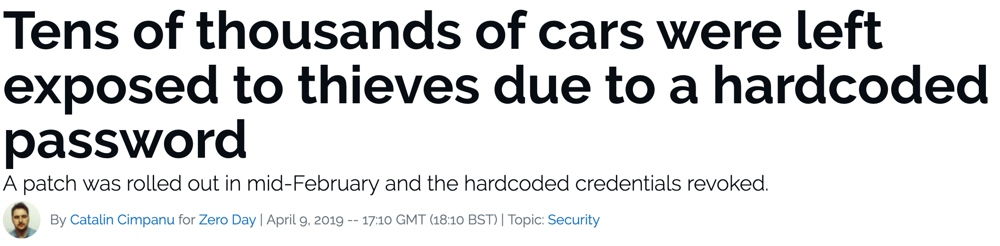 Tens of thousands of cars were left
exposed to thieves due to a hardcoded
password
A patch was rolled out in mid-February and the hardcoded credentials revoked.
By Catalin Cimpanu for Zero Day | April 9, 2019 -- 17:10 GMT (18:10 BST) | Topic: Security